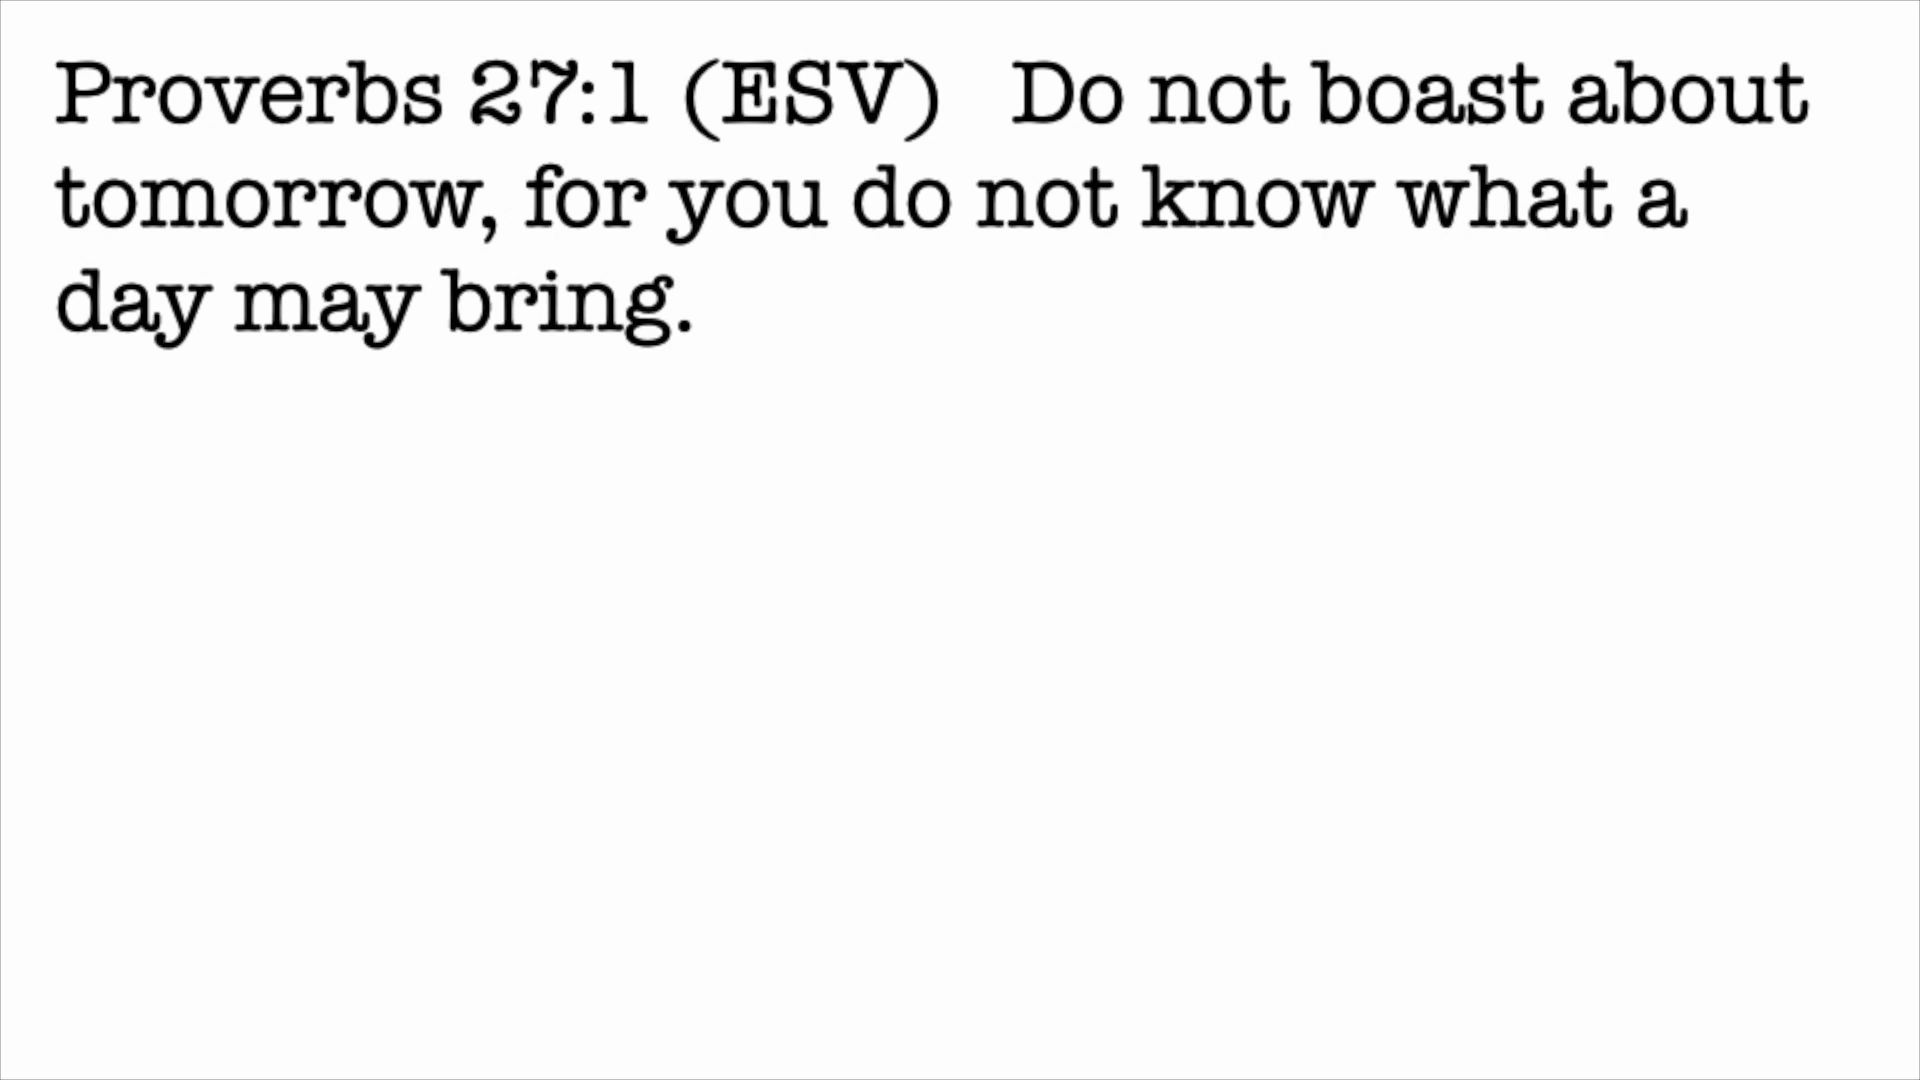 Proverbs 27:1 (ESV)   Do not boast about
tomorrow, for you do not know what a
day may bring.